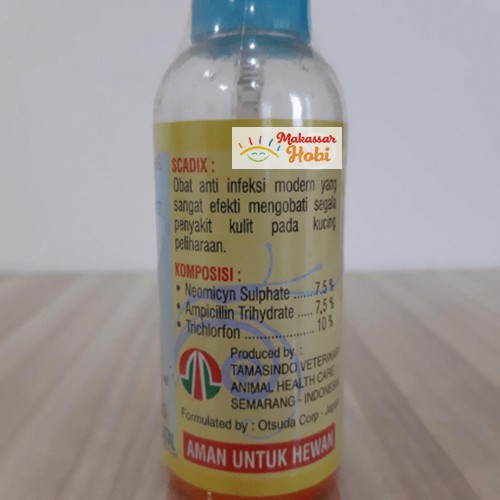 Makassar
Hobi
SCADIX :
Obat anti infeksi modern yang
sangat efekti mengobati segala
penyakit kulit pada kucing
peliharaan.
KOMPOSISI :
• Neomicyn Sulphate ...... 7,5 %
• Ampicillin Trihydrate ..... 7,5 %
• Trichlorfon ...................... 10 %
Produced by. :
TAMASINDO VETERINARY
ANIMAL HEALTH CARE
SEMARANG - INDONESIA
Formulated by : Otsuda Corp - Japan
AMAN UNTUK HEWAN